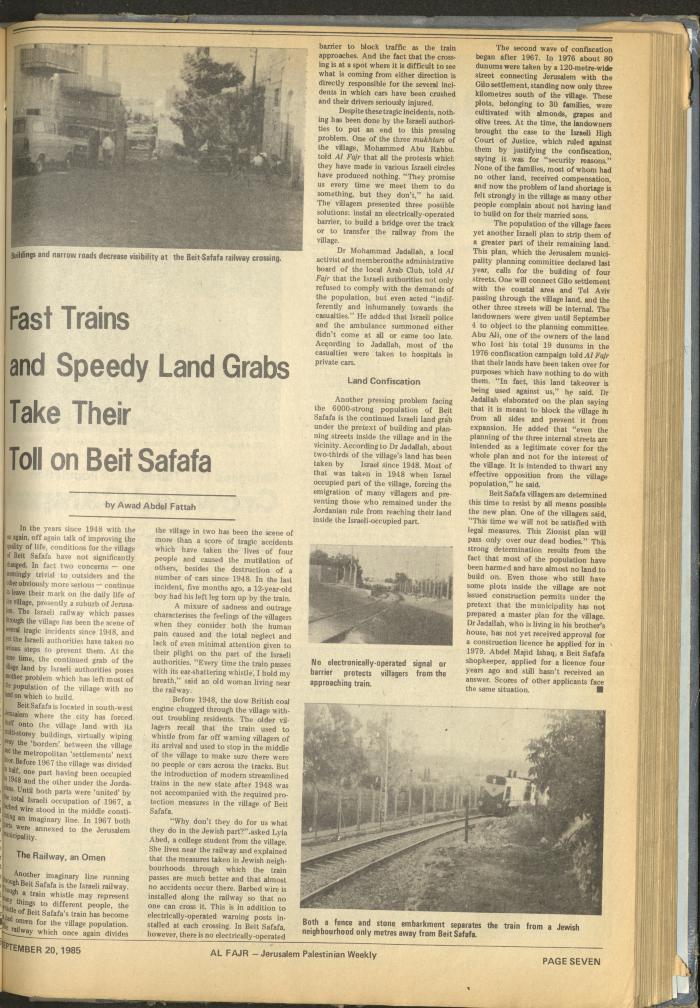 Buildings and narrow roads decrease visibility at the Beit-Safafa railway crossing.
Fast Trains
and Speedy Land Grabs
Take Their
Toll on Beit Safafa
by Awad Abdel Fattah
In the years since 1948 with the
again, off again talk of improving the
quality of life, conditions for the village
Beit Safafa have not significantly
In fact two concerns — one
seemingly trivial to outsiders and the
other obviously more serious — continue
leave their mark on the daily life of
village, presently a suburb of Jerusa-
The Israeli railway which passes
through the village has been the scene of
several tragic incidents since 1948, and
the Israeli authorities have taken no
steps to prevent them. At the
time, the continued grab of the
village land by Israeli authorities poses
another problem which has left most of
population of the village with no
land on which to build.
Beit Safafa is located in south-west
Jerusalem where the city has forced
itself onto the village land with its
multi-storey buildings, virtually wiping
away the 'borders' between the village
and the metropolitan 'settlements' next
door. Before 1967 the village was divided
half, one part having been occupied
1948 and the other under the Jorda-
Until both parts were 'united' by
total Israeli occupation of 1967, a
wire stood in the middle consti-
an imaginary line. In 1967 both
were annexed to the Jerusalem
municipality.
The Railway, an Omen
Another imaginary line running
through Beit Safafa is the Israeli railway.
Though a train whistle may represent
many things to different people, the
whistle of Beit Safafa's train has become
omen for the village population.
railway which once again divides
the village in two has been the scene of
more than a score of tragic accidents
which have taken the lives of four
people and caused the mutilation of
others, besides the destruction of a
number of cars since 1948. In the last
incident, five months ago, a 12-year-old
boy had his left leg torn up by the train.
A mixture of sadness and outrage
characterises the feelings of the villagers
when they consider both the human
pain caused and the total neglect and
lack of even minimal attention given to
their plight on the part of the Israeli
authorities. "Every time the train passes
with its ear-shattering whistle, I hold my
breath," said an old woman living near
the railway.
Before 1948, the slow British coal
engine chugged through the village with-
out troubling residents. The older vil-
lagers recall that the train used to
whistle from far off warning villagers of
its arrival and used to stop in the middle
of the village to make sure there were
no people or cars across the tracks. But
the introduction of modern streamlined
trains in the new state after 1948 was
not accompanied with the required pro-
tection measures in the village of Beit
Safafa.
"Why don't they do for us what
they do in the Jewish part?" asked Lyla
Abed, a college student from the village.
She lives near the railway and explained
that the measures taken in Jewish neigh-
bourhoods through which the train
passes are much better and that almost
no accidents occur there. Barbed wire is
installed along the railway so that no
one can cross it. This is in addition to
electrically-operated warning posts in-
stalled at each crossing. In Beit Safafa,
however, there is no electrically-operated
barrier to block traffic as the train
approaches. And the fact that the cross-
ing is at a spot where it is difficult to see
what is coming from either direction is
directly responsible for the several inci-
dents in which cars have been crushed
and their drivers seriously injured.
Despite these tragic incidents, noth-
ing has been done by the Israeli authori-
ties to put an end to this pressing
problem. One of the three mukhtars of
the village, Mohammed Abu Rabbu,
told Al Fajr that all the protests which
they have made in various Israeli circles
have produced nothing. "They promise
us every time we meet them to do
something, but they don't," he said.
The villagers presented three possible
solutions: instal an electrically-operated
barrier, to build a bridge over the track
or to transfer the railway from the
village.
Dr Mohammad Jadallah, a local
activist and member on the administrative
board of the local Arab Club, told Al
Fajr that the Israeli authorities not only
refused to comply with the demands of
the population, but even acted "indif-
ferently and inhumanely towards the
casualties." He added that Israeli police
and the ambulance summoned either
didn't come at all or came too late.
According to Jadallah, most of the
casualties were taken to hospitals in
private cars.
Land Confiscation
Another pressing problem facing
the 6000-strong population of Beit
Safafa is the continued Israeli land grab
under the pretext of building and plan-
ning streets inside the village and in the
vicinity. According to Dr Jadallah, about
two-thirds of the village's land has been
taken by Israel since 1948. Most of
that was taken in 1948 when Israel
occupied part of the village, forcing the
emigration of many villagers and pre-
venting those who remained under the
Jordanian rule from reaching their land
inside the Israeli-occupied part.
No electronically-operated signal or
barrier protects villagers from the
approaching train.
The second wave of confiscation
began after 1967. In 1976 about 80
dunums were taken by a 120-metre-wide
street connecting Jerusalem with the
Gilo settlement, standing now only three
kilometres south of the village. These
plots, belonging to 30 families, were
cultivated with almonds, grapes and
olive trees. At the time, the landowners
brought the case to the Israeli High
Court of Justice, which ruled against
them by justifying the confiscation,
saying it was for "security reasons."
None of the families, most of whom had
no other land, received compensation,
and now the problem of land shortage is
felt strongly in the village as many other
people complain about not having land
to build on for their married sons.
The population of the village faces
yet another Israeli plan to strip them of
a greater part of their remaining land.
This plan, which the Jerusalem munici-
pality planning committee declared last
year, calls for the building of four
streets. One will connect Gilo settlement
with the coastal area and Tel Aviv
passing through the village land, and the
other three streets will be internal. The
landowners were given until September
4 to object to the planning committee.
Abu Ali, one of the owners of the land
who lost his total 19 dunums in the
1976 confiscation campaign told Al Fajr
that their lands have been taken over for
purposes which have nothing to do with
them. "In fact, this land takeover is
being used against us," he said. Dr
Jadallah elaborated on the plan saying
that it is meant to block the village in
from all sides and prevent it from
expansion. He added that "even the
planning of the three internal streets are
intended as a legitimate cover for the
whole plan and not for the interest of
the village. It is intended to thwart any
effective opposition from the village
population," he said.
Beit Safafa villagers are determined
this time to resist by all means possible
the new plan. One of the villagers said,
"This time we will not be satisfied with
legal measures. This Zionist plan will
pass only over our dead bodies." This
strong determination results from the
fact that most of the population have
been harmed and have almost no land to
build on. Even those who still have
some plots inside the village are not
issued construction permits under the
pretext that the municipality has not
prepared a master plan for the village.
Dr Jadallah, who is living in his brother's
house, has not yet received approval for
a construction licence he applied for in
1979. Abdel Majid Ishaq, a Beit Safafa
shopkeeper, applied for a licence four
years ago and still hasn't received an
answer. Scores of other applicants face
the same situation.
Both a fence and stone embarkment separates the train from a Jewish
neighbourhood only metres away from Beit Safafa.
SEPTEMBER 20, 1985
AL FAJR — Jerusalem Palestinian Weekly
PAGE SEVEN